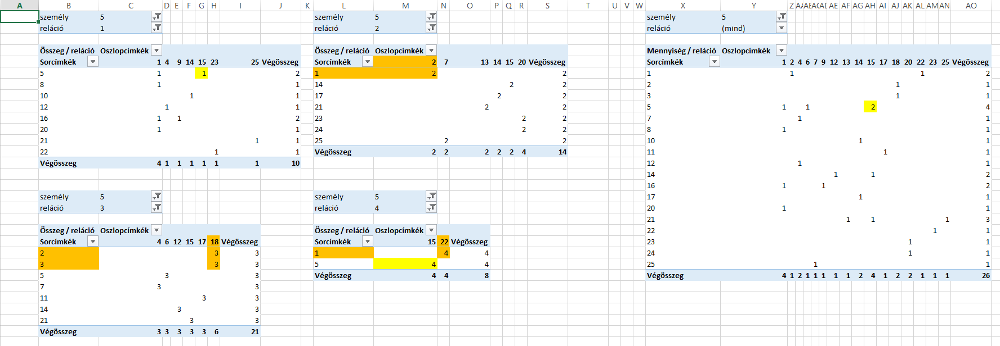 A B C D E F G H I J K L M N O P Q R S T U V W X Y Z AE AF AG AH AI AJ AK AL AM AN AO
személy 5 személy 5 személy 5
reláció 1 reláció 2 reláció (mind)
Összeg / reláció Oszlopcímkék Összeg / reláció Oszlopcímkék Mennyiség / reláció Oszlopcímkék
Sorcímkék 1 4 9 14 15 23 25 Végösszeg Sorcímkék 2 7 13 14 15 20 Végösszeg Sorcímkék 1 2 4 6 7 9 12 13 14 15 17 18 20 22 23 25 Végösszeg
5 1 1 2 1 2 2 1 1 1 2
8 1 1 14 2 2 2 1 1
10 1 1 17 2 2 3 1 1
12 1 1 21 2 2 5 1 1 2 4
16 1 1 2 23 2 2 7 1 1
20 1 1 24 2 2 8 1 1
21 1 1 25 2 2 10 1 1
22 1 1 Végösszeg 2 2 2 2 2 4 14 11 1 1
Végösszeg 4 1 1 1 1 1 1 10 12 1 1
14 1 1 2
16 1 1 2
személy 5 személy 5 17 1 1
reláció 3 reláció 4 20 1 1
21 1 1 1 3
Összeg / reláció Oszlopcímkék Összeg / reláció Oszlopcímkék 22 1 1
Sorcímkék 4 6 12 15 17 18 Végösszeg Sorcímkék 15 22 Végösszeg 23 1 1
2 3 3 1 4 4 24 1 1
3 3 3 5 4 4 25 1 1
5 3 3 Végösszeg 4 4 8 Végösszeg 4 1 2 1 1 1 1 1 2 4 1 2 2 1 1 1 26
7 3 3
11 3 3
14 3 3
21 3 3
Végösszeg 3 3 3 3 3 6 21